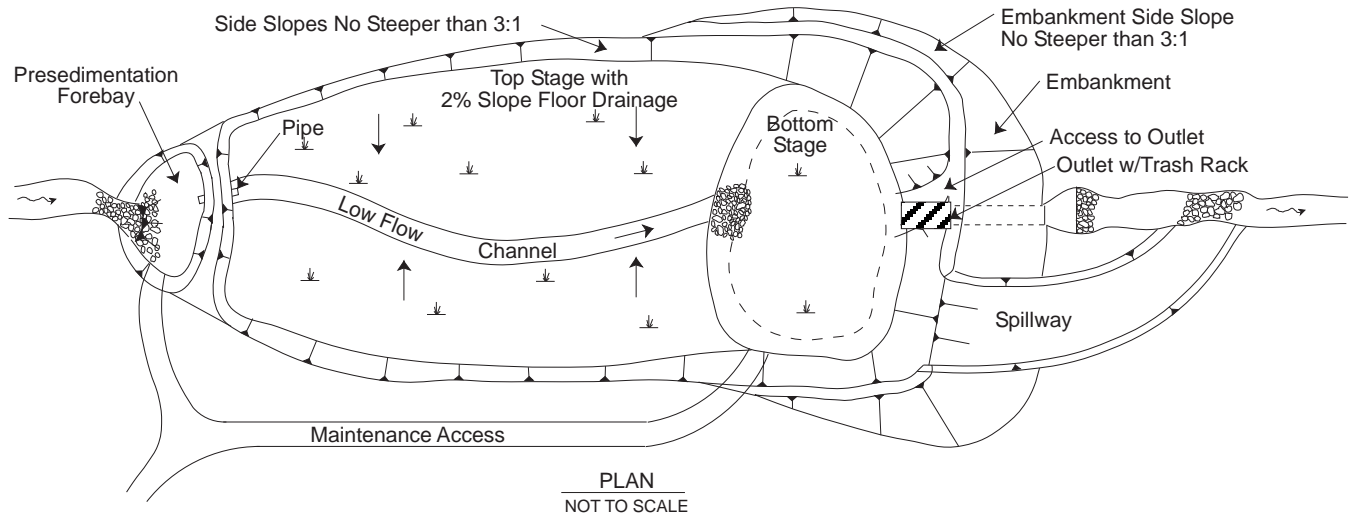 Side Slopes No Steeper than 3:1
Embankment Side Slope
No Steeper than 3:1
Presedimentation
Forebay
Top Stage with
2% Slope Floor Drainage
Embankment
Pipe
Bottom
Stage
Access to Outlet
Outlet w/Trash Rack
Low Flow
Channel
Spillway
Maintenance Access
PLAN
NOT TO SCALE